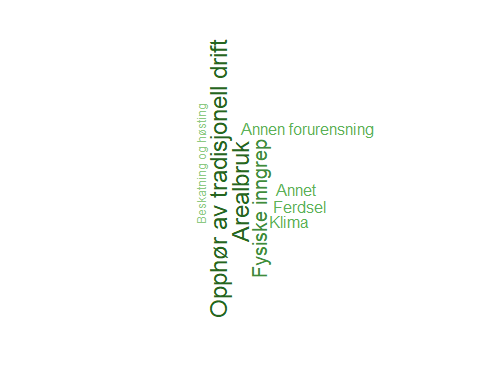 Beskatning og høsting
Opphør av tradisjonell drift
Arealbruk
Fysiske inngrep
Annen forurensning
Annet
Ferdsel
Klima